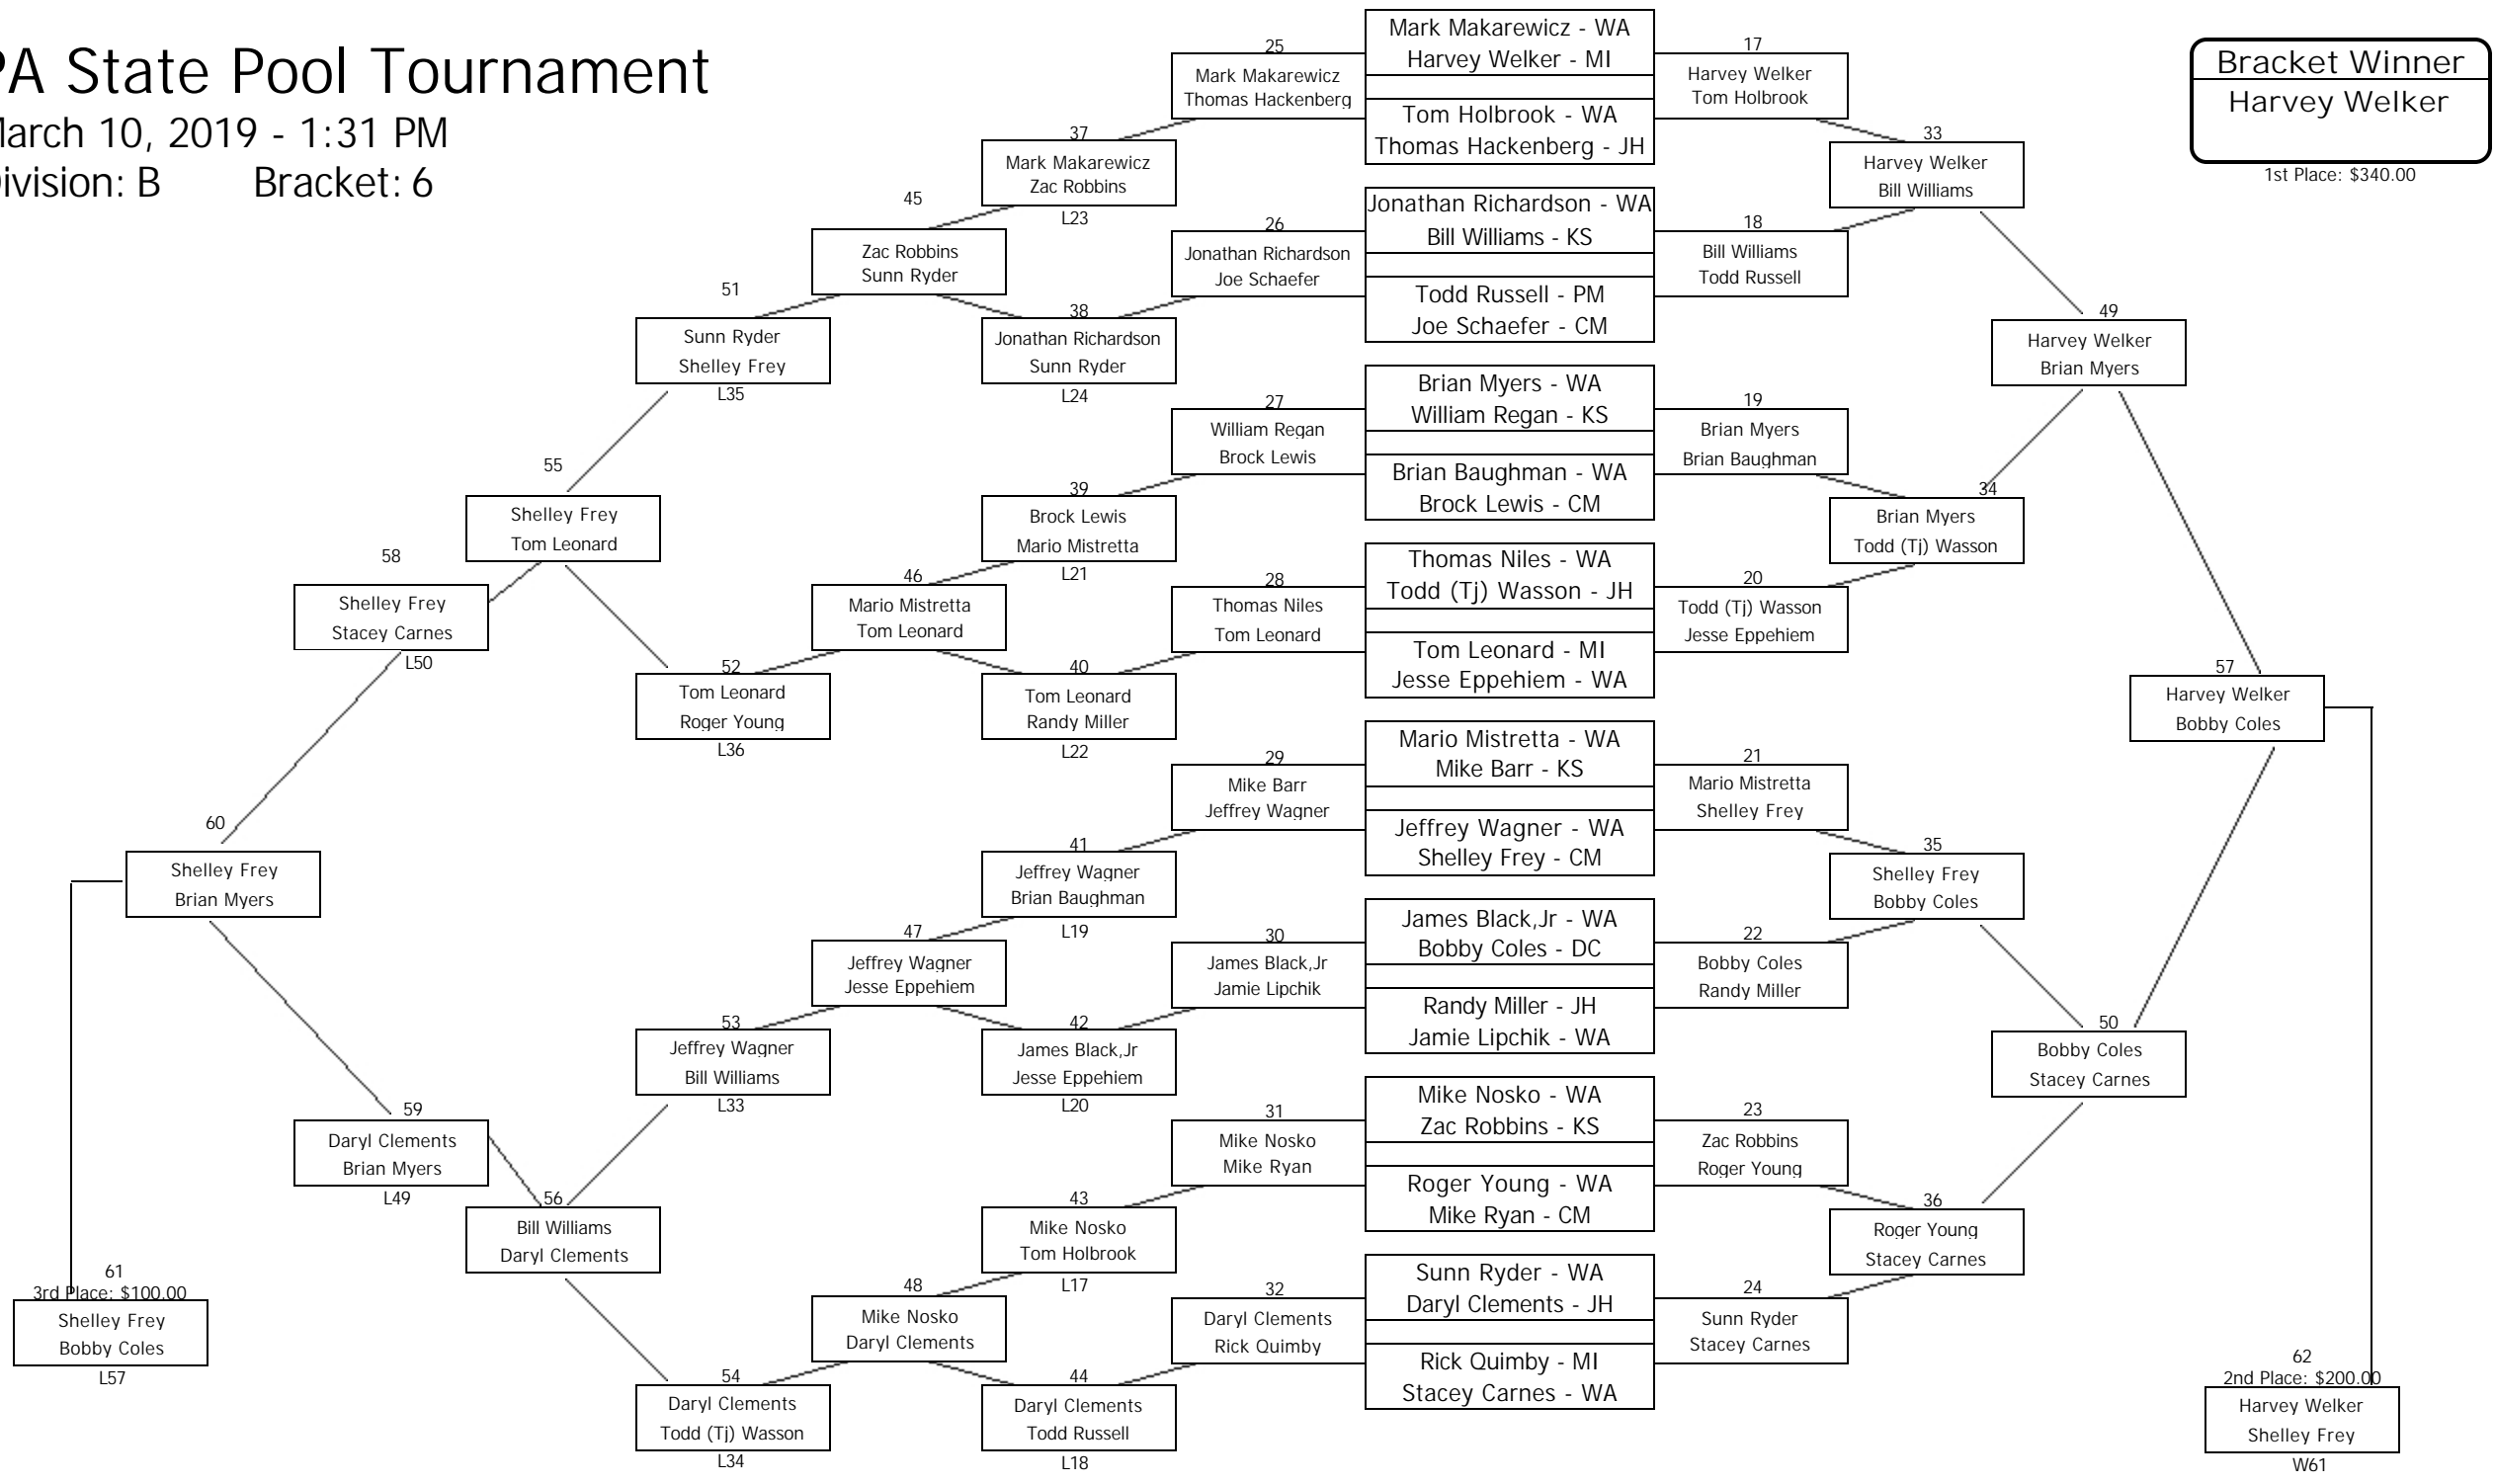 PA State Pool Tournament
March 10, 2019 - 1:31 PM
Division: B Bracket: 6
Bracket Winner
Harvey Welker
1st Place: $340.00
Mark Makarewicz - WA
Harvey Welker - MI
Tom Holbrook - WA
Thomas Hackenberg - JH
Jonathan Richardson - WA
Bill Williams - KS
Todd Russell - PM
Joe Schaefer - CM
Brian Myers - WA
William Regan - KS
Brian Baughman - WA
Brock Lewis - CM
Thomas Niles - WA
Todd (Tj) Wasson - JH
Tom Leonard - MI
Jesse Eppehiem - WA
Mario Mistretta - WA
Mike Barr - KS
Jeffrey Wagner - WA
Shelley Frey - CM
James Black,Jr - WA
Bobby Coles - DC
Randy Miller - JH
Jamie Lipchik - WA
Mike Nosko - WA
Zac Robbins - KS
Roger Young - WA
Mike Ryan - CM
Sunn Ryder - WA
Daryl Clements - JH
Rick Quimby - MI
Stacey Carnes - WA
17
Harvey Welker
Tom Holbrook
18
Bill Williams
Todd Russell
19
Brian Myers
Brian Baughman
20
Todd (Tj) Wasson
Jesse Eppehiem
21
Mario Mistretta
Shelley Frey
22
Bobby Coles
Randy Miller
23
Zac Robbins
Roger Young
24
Sunn Ryder
Stacey Carnes
25
Mark Makarewicz
Thomas Hackenberg
26
Jonathan Richardson
Joe Schaefer
27
William Regan
Brock Lewis
28
Thomas Niles
Tom Leonard
29
Mike Barr
Jeffrey Wagner
30
James Black,Jr
Jamie Lipchik
31
Mike Nosko
Mike Ryan
32
Daryl Clements
Rick Quimby
33
Harvey Welker
Bill Williams
34
Brian Myers
Todd (Tj) Wasson
35
Shelley Frey
Bobby Coles
36
Roger Young
Stacey Carnes
37
Mark Makarewicz
Zac Robbins
L23
38
Jonathan Richardson
Sunn Ryder
L24
39
Brock Lewis
Mario Mistretta
L21
40
Tom Leonard
Randy Miller
L22
41
Jeffrey Wagner
Brian Baughman
L19
42
James Black,Jr
Jesse Eppehiem
L20
43
Mike Nosko
Tom Holbrook
L17
44
Daryl Clements
Todd Russell
L18
45
Zac Robbins
Sunn Ryder
46
Mario Mistretta
Tom Leonard
47
Jeffrey Wagner
Jesse Eppehiem
48
Mike Nosko
Daryl Clements
49
Harvey Welker
Brian Myers
50
Bobby Coles
Stacey Carnes
51
Sunn Ryder
Shelley Frey
L35
52
Tom Leonard
Roger Young
L36
53
Jeffrey Wagner
Bill Williams
L33
54
Daryl Clements
Todd (Tj) Wasson
L34
55
Shelley Frey
Tom Leonard
56
Bill Williams
Daryl Clements
57
Harvey Welker
Bobby Coles
58
Shelley Frey
Stacey Carnes
L50
59
Daryl Clements
Brian Myers
L49
60
Shelley Frey
Brian Myers
61
3rd Place: $100.00
Shelley Frey
Bobby Coles
L57
62
2nd Place: $200.00
Harvey Welker
Shelley Frey
W61